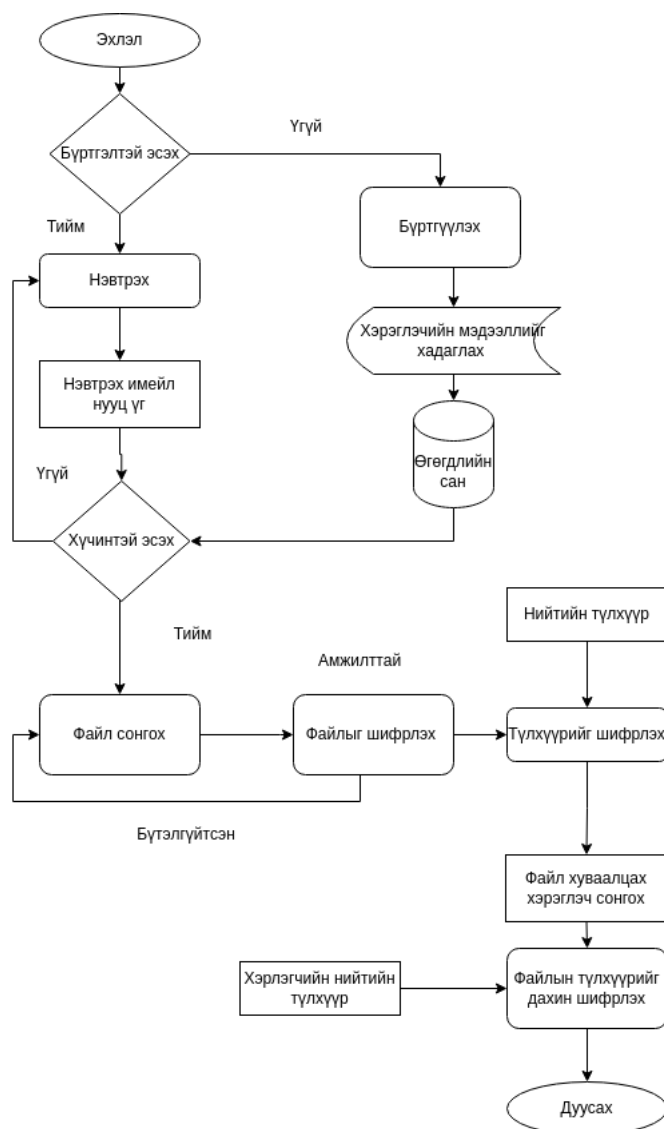 Эхлэл
Үгүй
Бүртгэлтэй эсэх
Тийм
Бүртгүүлэх
Нэвтрэх
Хэрэглэчийн мэдээллийг
хадаглах
Нэвтрэх имейл
нууц үг
Өгөгдлийн
сан
Үгүй
Хүчинтэй эсэх
Тийм
Нийтийн түлхүүр
Амжилттай
Файл сонгох
Файлыг шифрлэх
Түлхүүрийг шифрлэх
Бүтэлгүйтсэн
Файл хуваалцах
хэрэглэч сонгох
Хэрлэгчийн нийтийн
түлхүүр
Файлын түлхүүрийг
дахин шифрлэх
Дуусах